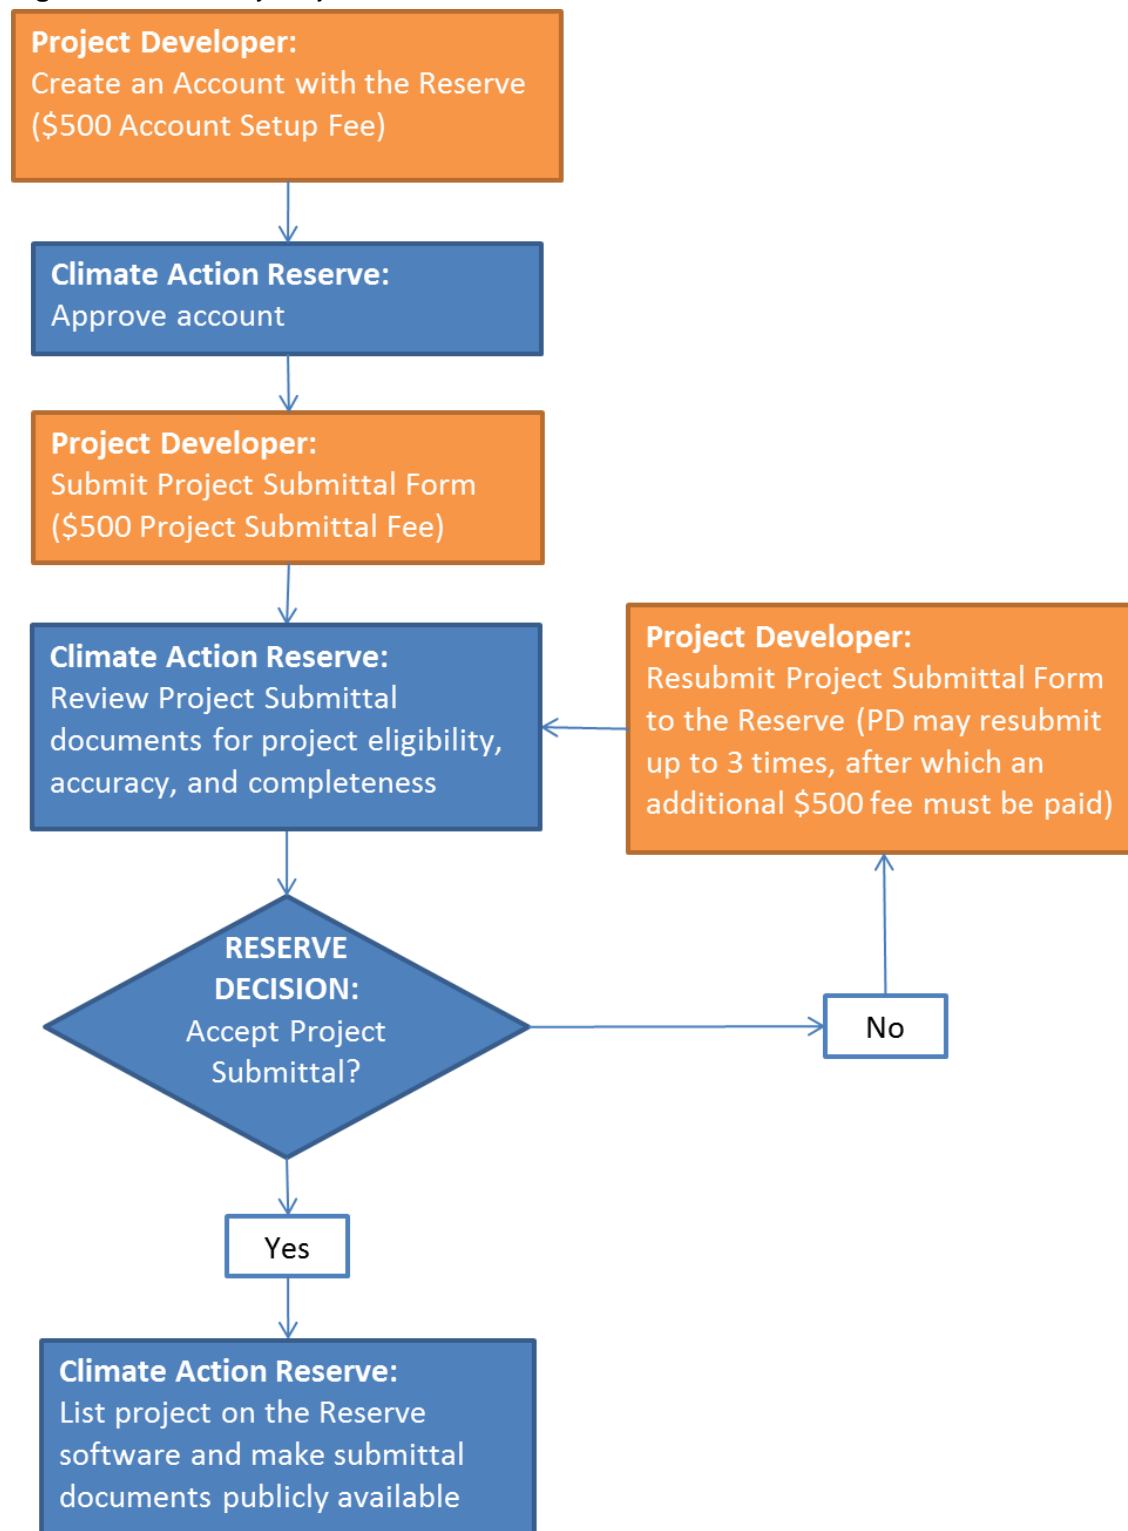 Project Developer:
Create an Account with the Reserve
($500 Account Setup Fee)
Climate Action Reserve:
Approve account
Project Developer:
Submit Project Submittal Form
($500 Project Submittal Fee)
Climate Action Reserve:
Review Project Submittal
documents for project eligibility,
accuracy, and completeness
Project Developer:
Resubmit Project Submittal Form
to the Reserve (PD may resubmit
up to 3 times, after which an
additional $500 fee must be paid)
RESERVE
DECISION:
Accept Project
Submittal?
No
Yes
Climate Action Reserve:
List project on the Reserve
software and make submittal
documents publicly available